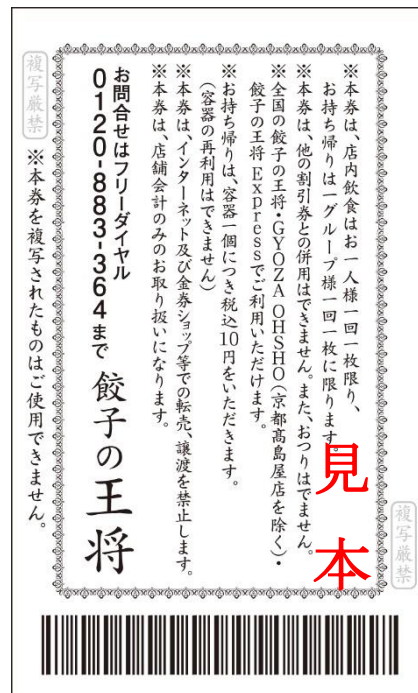 ※本券は、店内飲食はお一人様一回一枚限り、
お持ち帰りは一グループ様一回一枚に限ります。
※本券は、他の割引券との併用はできません。また、おつりはでません。
※全国の餃子の王将・GYOZA OHSHO(京都髙島屋店を除く)・
餃子の王将 Expressでご利用いただけます。
※お持ち帰りは、容器一個につき税込10円をいただきます。
(容器の再利用はできません)
※本券は、インターネット及び金券ショップ等での転売、譲渡を禁止します。
※本券は、店舗会計のみのお取り扱いになります。
お問合せはフリーダイヤル
0120-883-364まで
餃子の王将
見本
複写厳禁
複写厳禁
※本券を複写されたものはご使用できません。